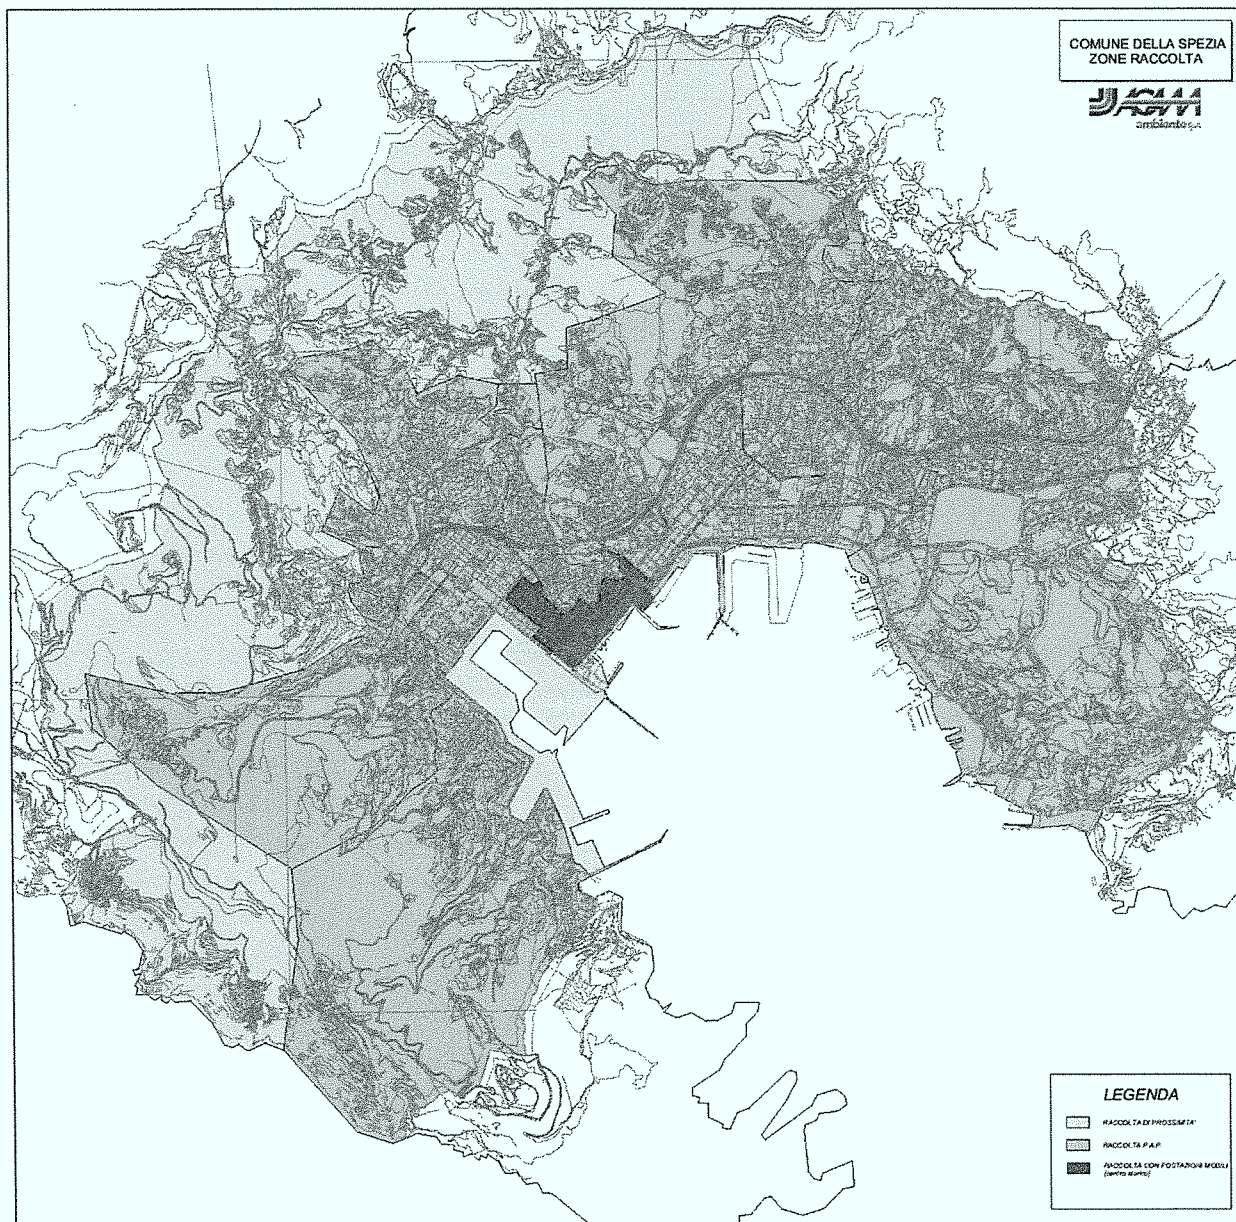 COMUNE DELLA SPEZIA
ZONE RACCOLTA
ACAM
ambiente s.p.a.
LEGENDA
RACCOLTA DI PROSSIMITA'
RACCOLTA P.A.P.
RACCOLTA CON POSTAZIONI MOBILI
(centro storico)